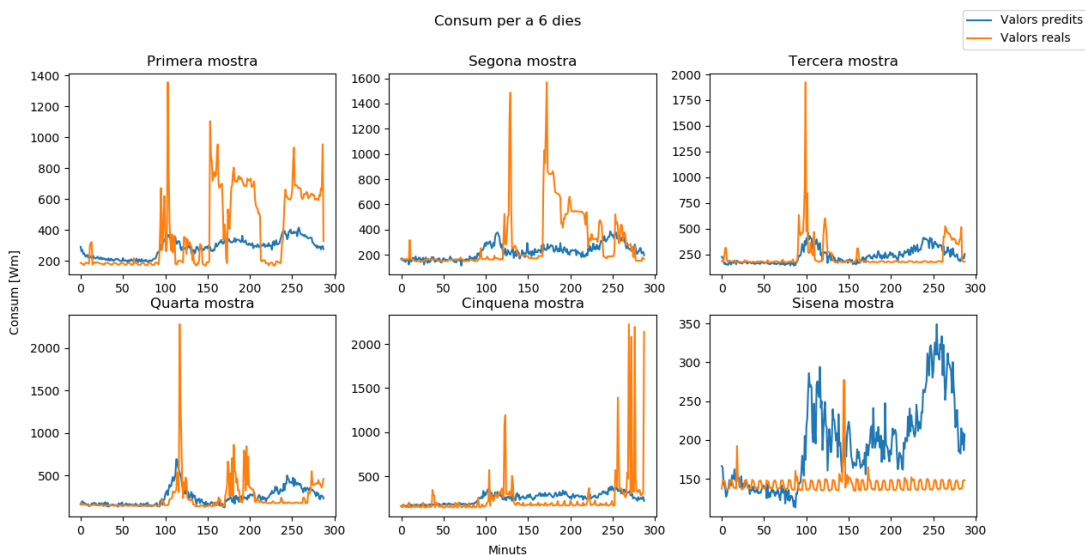 Consum per a 6 dies
Valors predits
Valors reals
Primera mostra
Segona mostra
Tercera mostra
1400
1200
1000
800
600
400
200
0 50 100 150 200 250 300
1600
1400
1200
1000
800
600
400
200
0 50 100 150 200 250 300
2000
1750
1500
1250
1000
750
500
250
0 50 100 150 200 250 300
Consum [Wm]
Quarta mostra
Cinquena mostra
Sisena mostra
2000
1500
1000
500
0 50 100 150 200 250 300
2000
1500
1000
500
0 50 100 150 200 250 300
350
300
250
200
150
0 50 100 150 200 250 300
Minuts